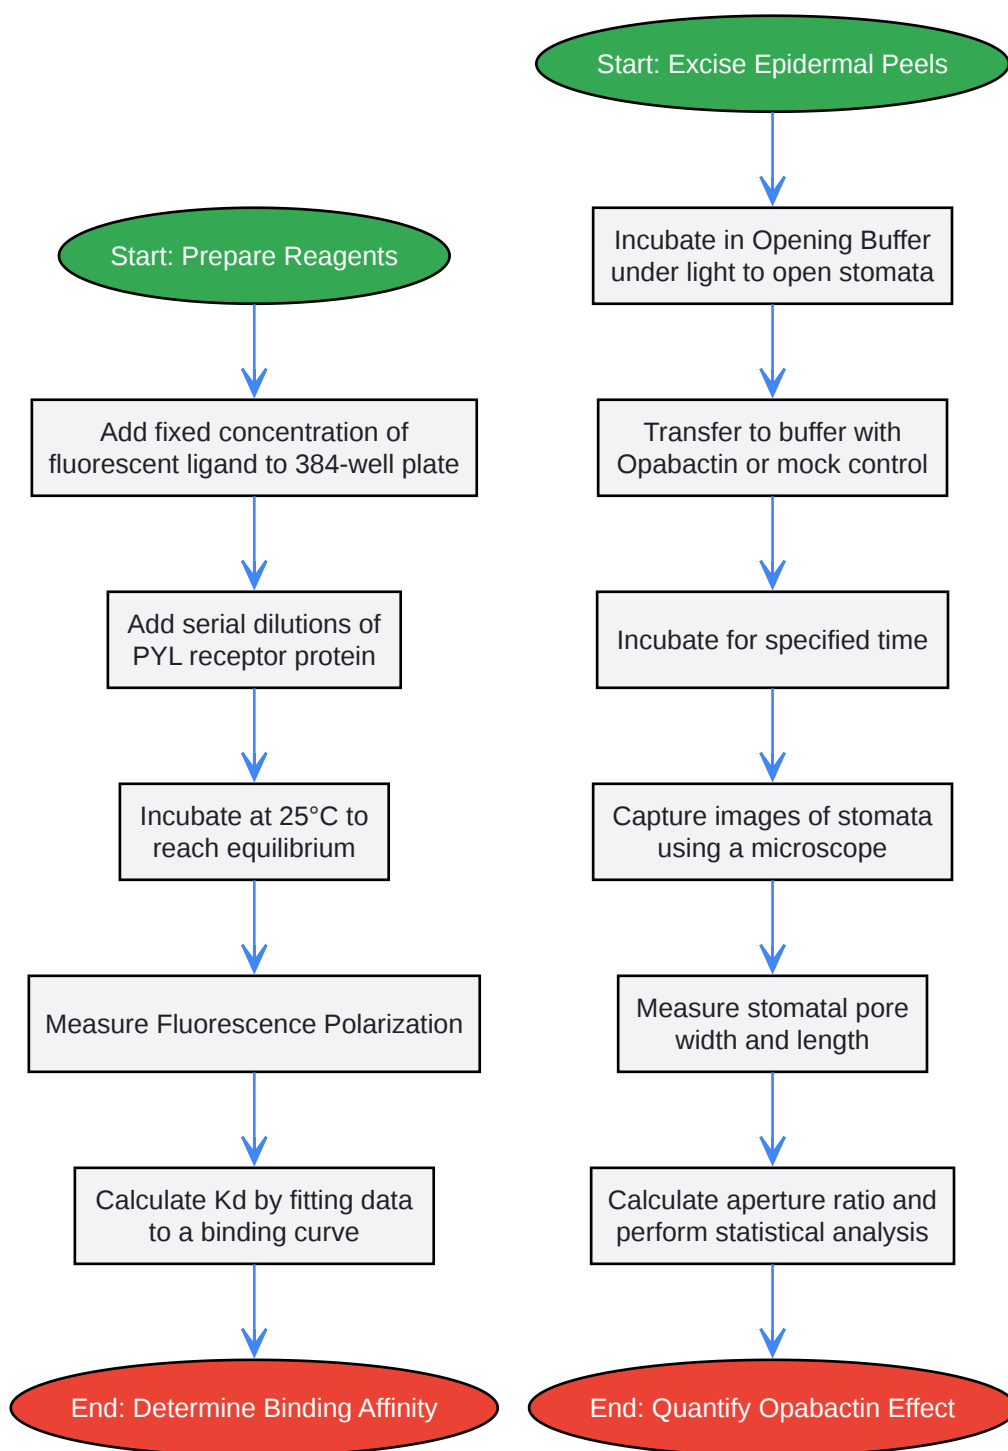 Start: Prepare Reagents
Add fixed concentration of
fluorescent ligand to 384-well plate
Add serial dilutions of
PYL receptor protein
Incubate at 25°C to
reach equilibrium
Measure Fluorescence Polarization
Calculate Kd by fitting data
to a binding curve
End: Determine Binding Affinity
Start: Excise Epidermal Peels
Incubate in Opening Buffer
under light to open stomata
Transfer to buffer with
Opabactin or mock control
Incubate for specified time
Capture images of stomata
using a microscope
Measure stomatal pore
width and length
Calculate aperture ratio and
perform statistical analysis
End: Quantify Opabactin Effect